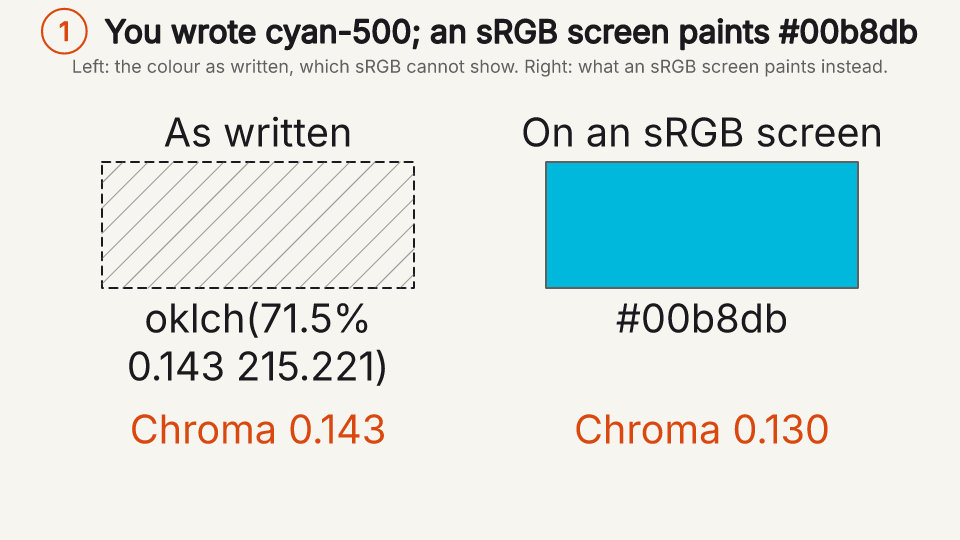 1 You wrote cyan-500; an sRGB screen paints #00b8db
Left: the colour as written, which sRGB cannot show. Right: what an sRGB screen paints instead.
As written
On an sRGB screen
oklch(71.5%
0.143 215.221)
#00b8db
Chroma 0.143
Chroma 0.130